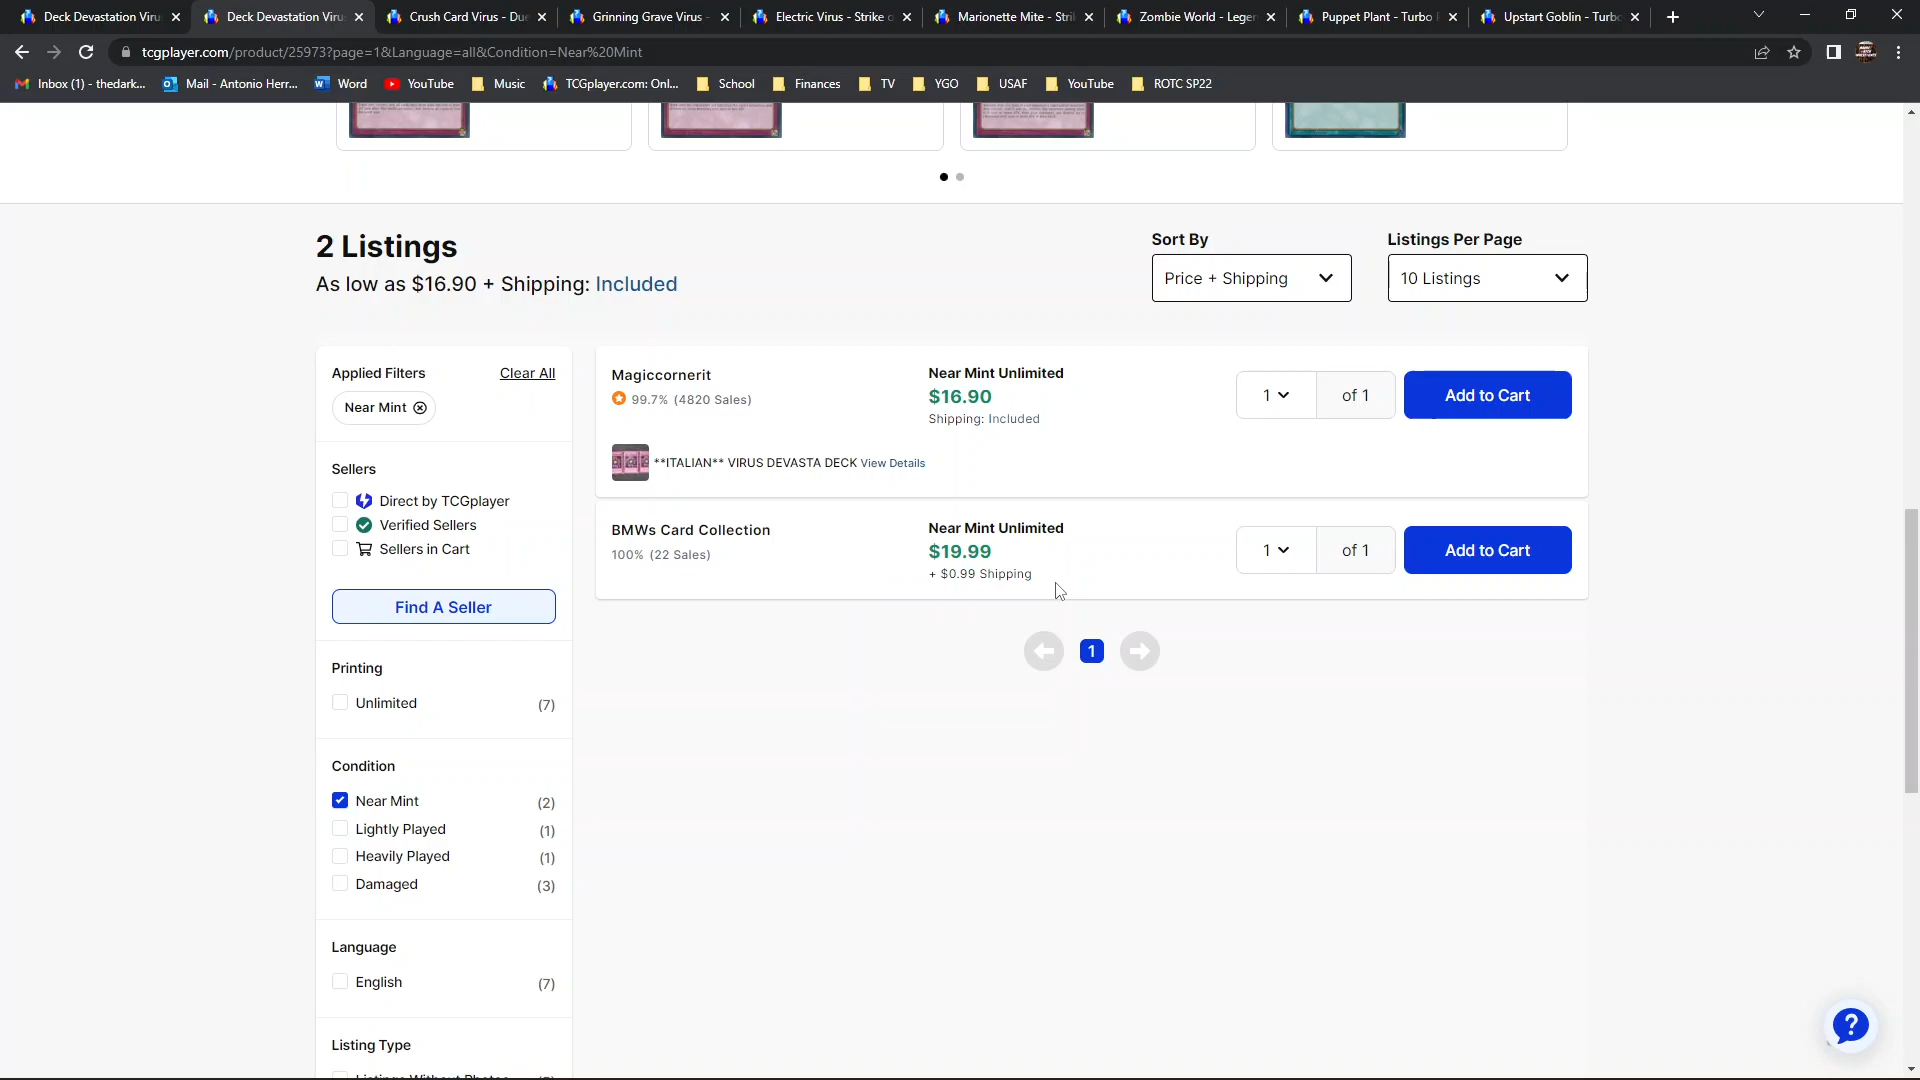 Deck Devastation Viru
Deck Devastation Viru
Crush Card Virus - Due
Grinning Grave Virus -
Electric Virus - Strike o
Marionette Mite - Stri
Zombie World - Lege
Puppet Plant - Turbo
Upstart Goblin - Turb
tcgplayer.com/product/25973?page=1&Language=all&Condition=Near%20Mint
Inbox (1) - thedark...
Mail - Antonio Herr...
Word
YouTube
Music
TCGplayer.com: Onl...
School
Finances
TV
YGO
USAF
YouTube
ROTC SP22
2 Listings
As low as $16.90 + Shipping: Included
Sort By
Price + Shipping
Listings Per Page
10 Listings
Applied Filters
Clear All
Near Mint
Sellers
Direct by TCGplayer
Verified Sellers
Sellers in Cart
Find A Seller
Printing
Unlimited (7)
Condition
Near Mint (2)
Lightly Played (1)
Heavily Played (1)
Damaged (3)
Language
English (7)
Listing Type
Magiccornerit
99.7% (4820 Sales)
Near Mint Unlimited
$16.90
Shipping: Included
1 of 1
Add to Cart
**ITALIAN** VIRUS DEVASTA DECK View Details
BMWs Card Collection
100% (22 Sales)
Near Mint Unlimited
$19.99
+ $0.99 Shipping
1 of 1
Add to Cart
1
?